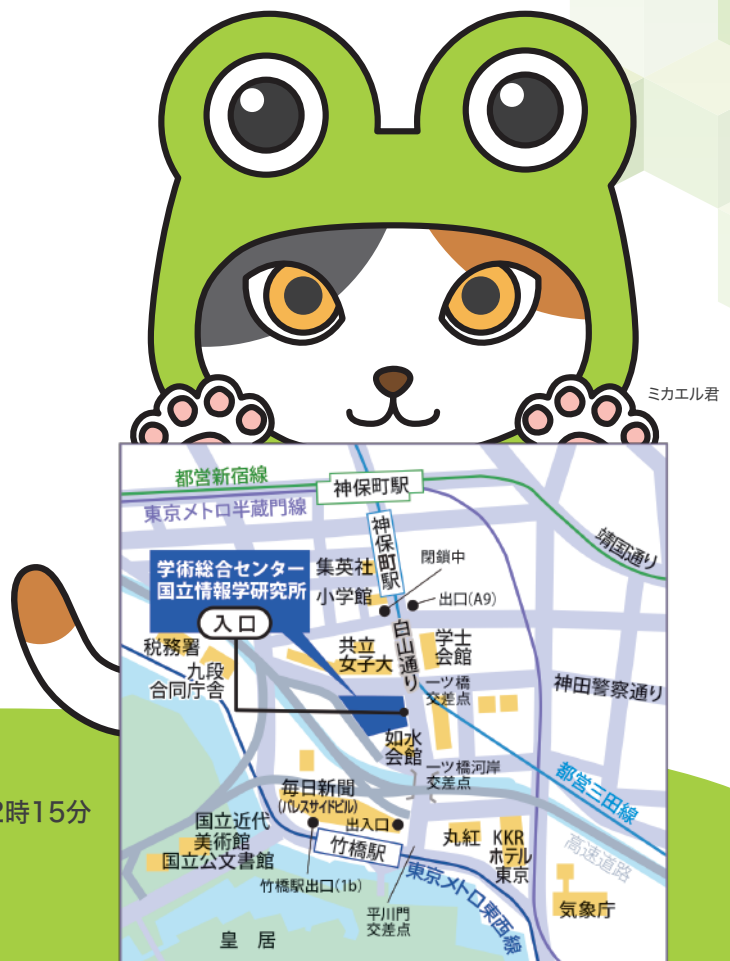 ミカエル君
都営新宿線
神保町駅
東京メトロ半蔵門線
神保町駅
靖国通り
閉鎖中
学術総合センター
国立情報学研究所
集英社
小学館
出口(A9)
入口
白山通り
税務署
共立
女子大
学士
会館
九段
合同庁舎
一ツ橋
交差点
神田警察通り
如水
会館
一ツ橋河岸
交差点
都営三田線
2時15分
毎日新聞
(パレスサイドビル)
国立近代
美術館
国立公文書館
出入口
丸紅
KKR
ホテル
東京
高速道路
竹橋駅
竹橋駅出口(1b)
東京メトロ東西線
平川門
交差点
気象庁
皇居